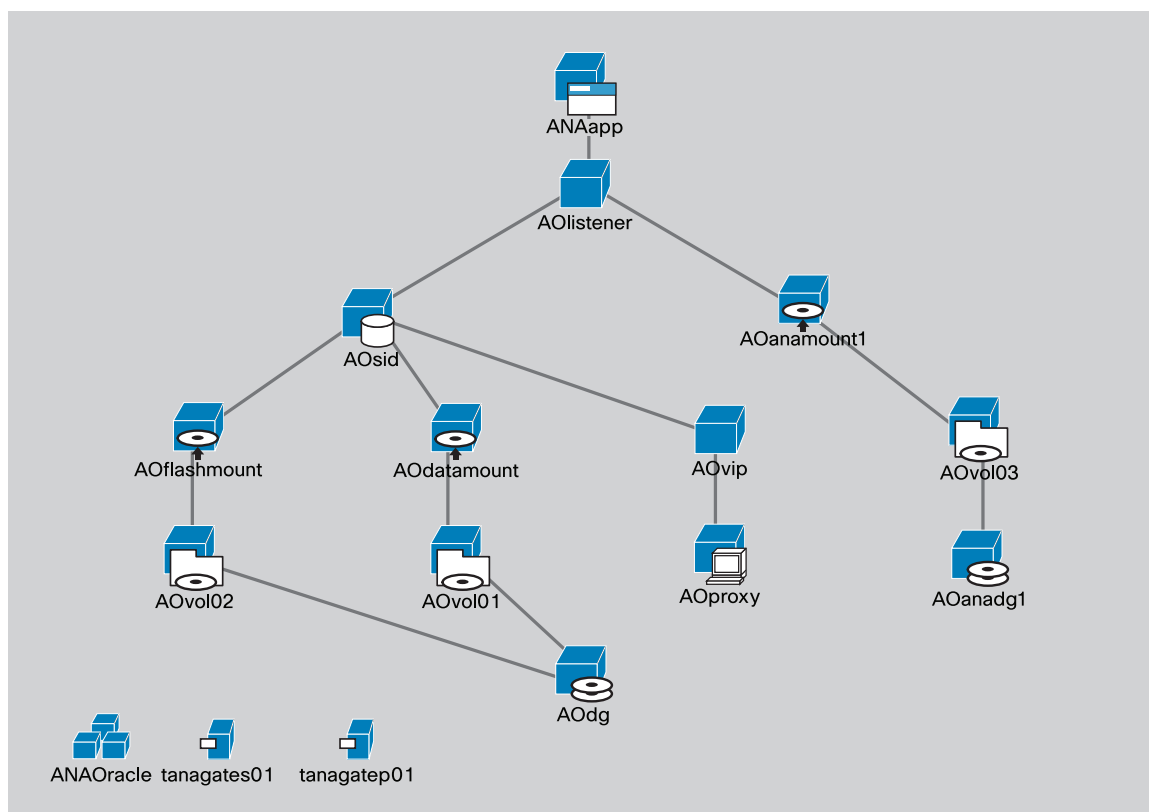 ANAapp
AOlistener
AOanamount1
AOsid
AOflashmount
AOdatamount
AOvip
AOvol03
AOvol02
AOvol01
AOproxy
AOanadg1
AOdg
ANAOracle
tanagates01
tanagatep01